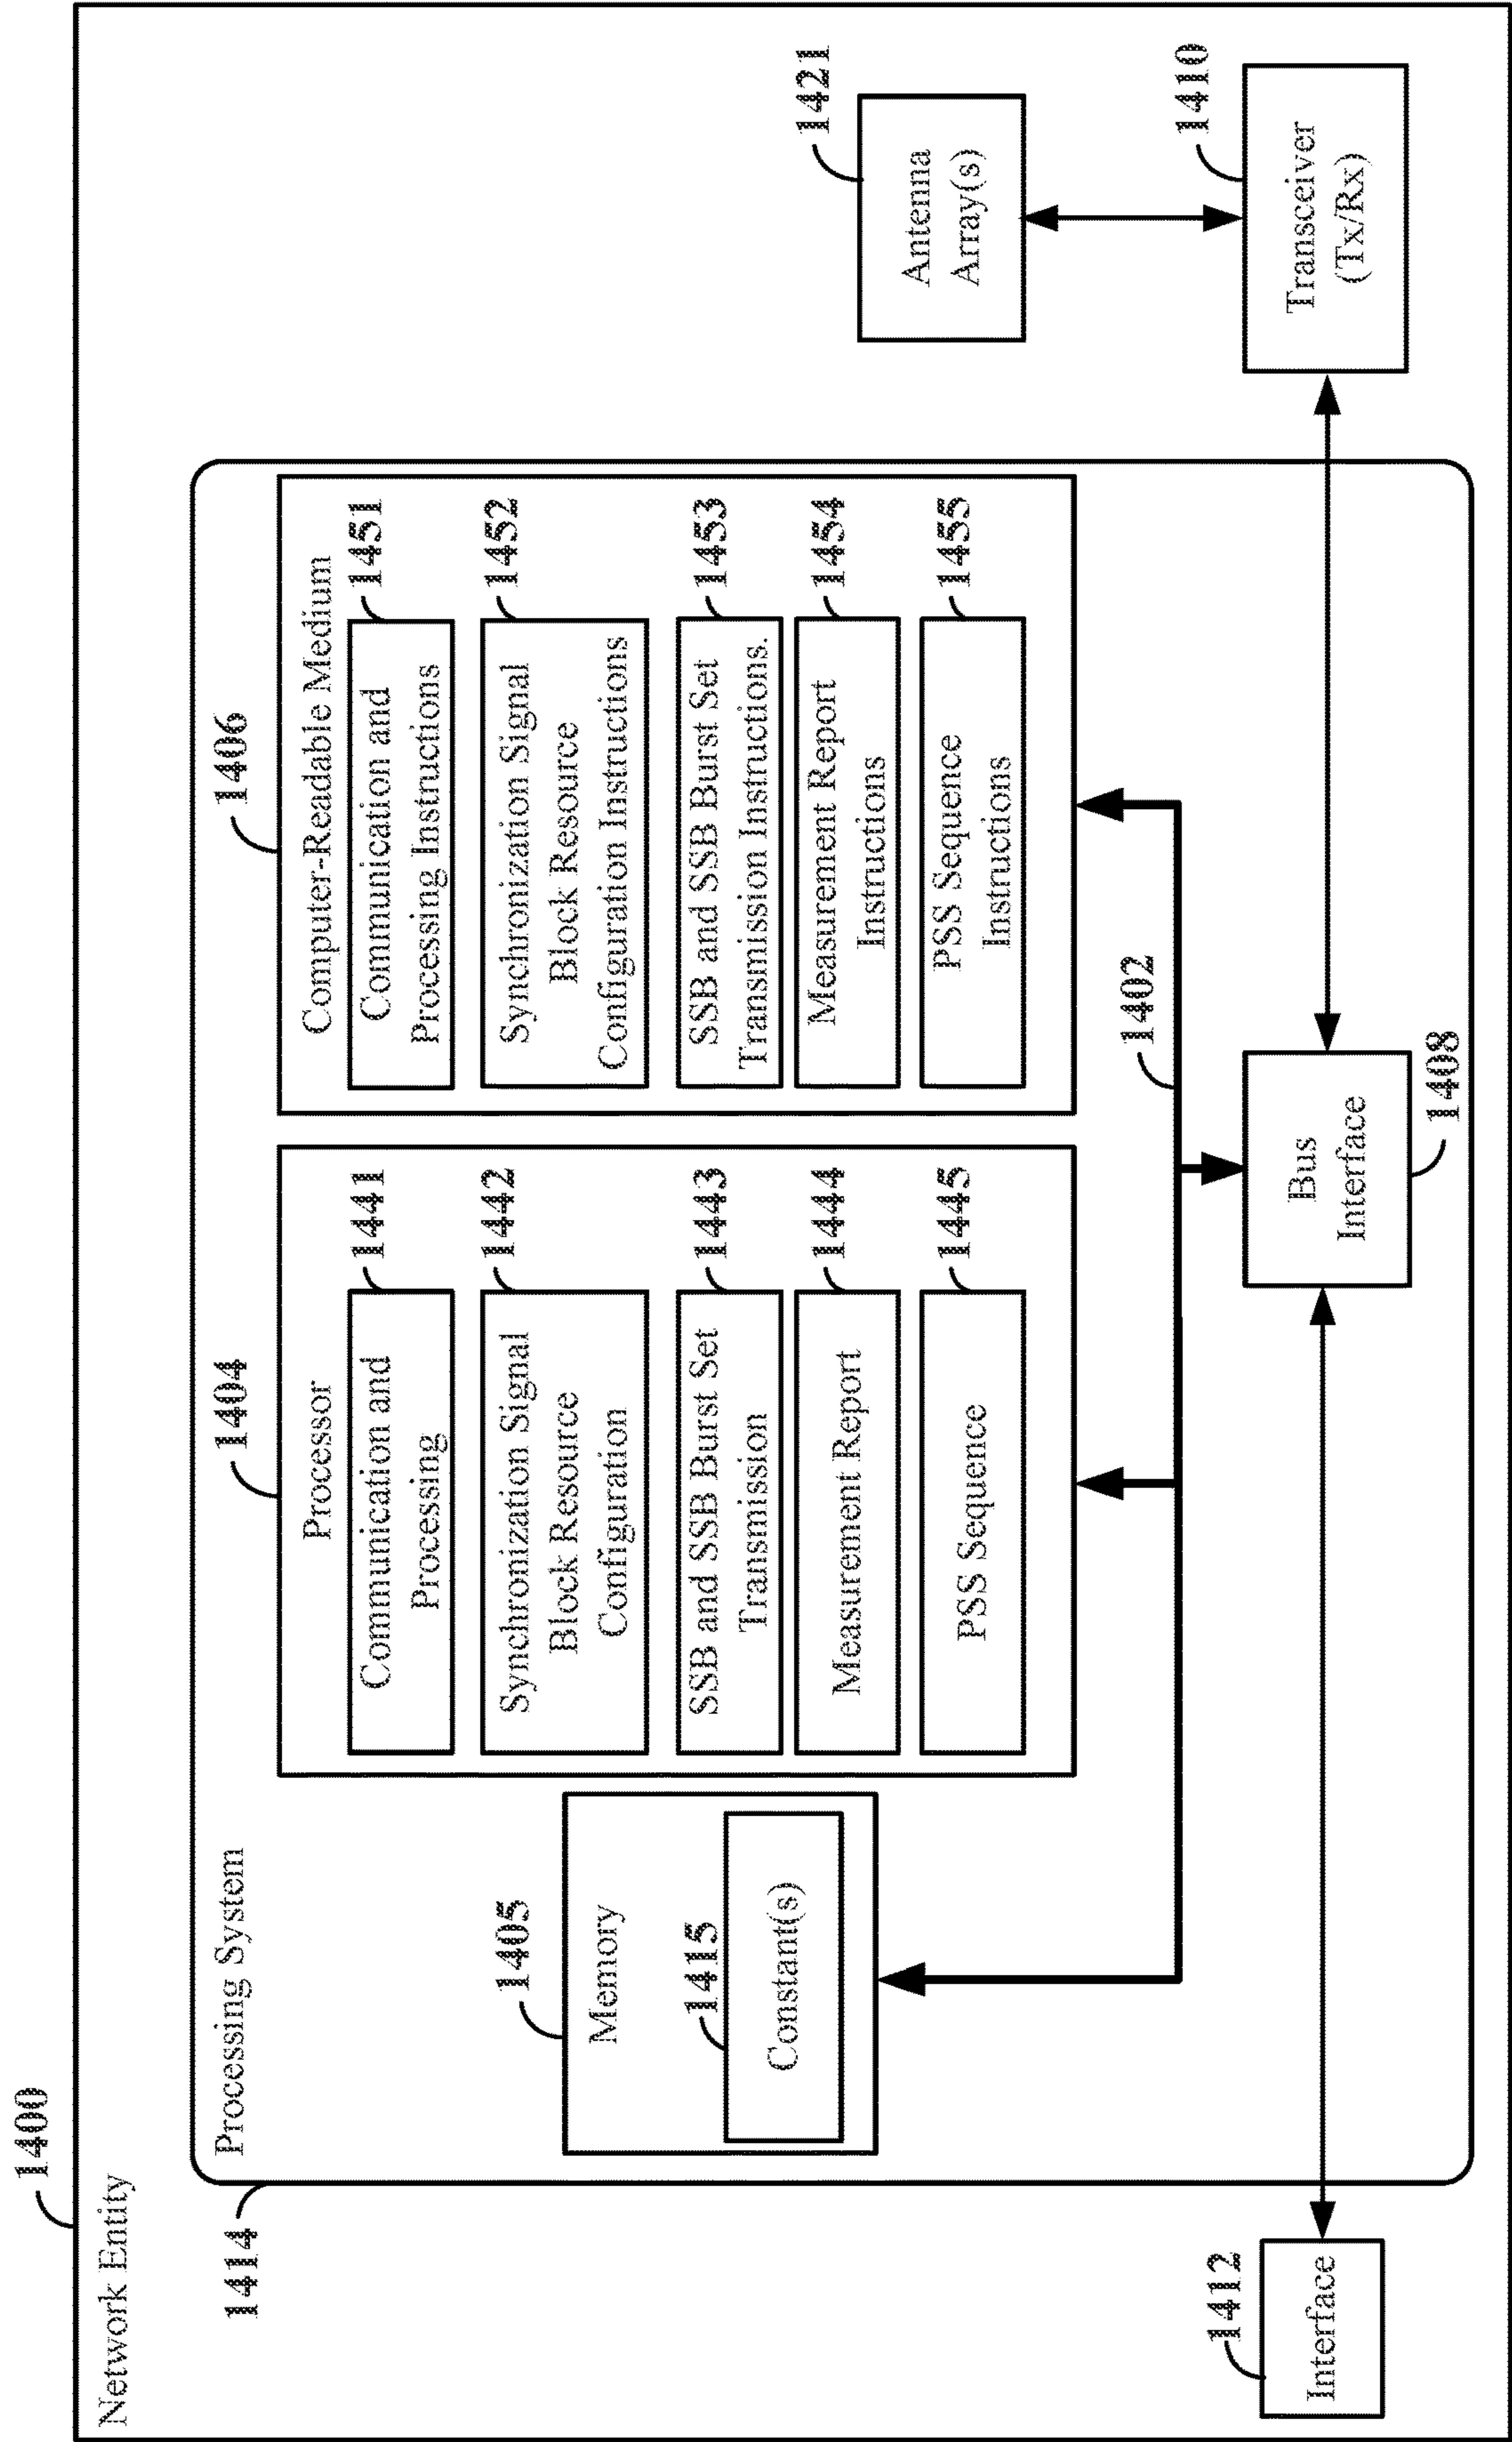 1400
Network Entity
1414
Processing System
1405
Memory
1415
Constant(s)
1404
Processor
1441
Communication and
Processing
1442
Synchronization Signal
Block Resource
Configuration
1443
SSB and SSB Burst Set
Transmission
1444
Measurement Report
1445
PSS Sequence
1406
Computer-Readable Medium
1451
Communication and
Processing Instructions
1452
Synchronization Signal
Block Resource
Configuration Instructions
1453
SSB and SSB Burst Set
Transmission Instructions.
1454
Measurement Report
Instructions
1455
PSS Sequence
Instructions
1402
1421
Antenna
Array(s)
1412
Interface
Bus
Interface
1408
1410
Transceiver
(Tx/Rx)